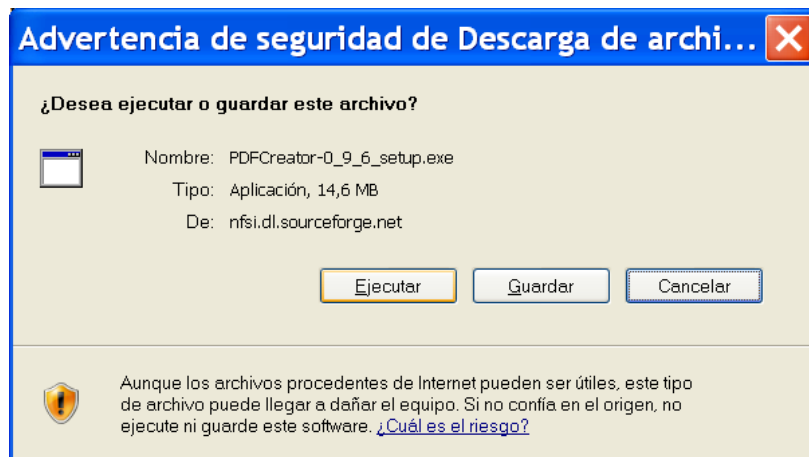 Advertencia de seguridad de Descarga de archi...
¿Desea ejecutar o guardar este archivo?
Nombre: PDFCreator-0_9_6_setup.exe
Tipo: Aplicación, 14,6 MB
De: nfsi.dl.sourceforge.net
Ejecutar Guardar Cancelar
Aunque los archivos procedentes de Internet pueden ser útiles, este tipo
de archivo puede llegar a dañar el equipo. Si no confía en el origen, no
ejecute ni guarde este software. ¿Cuál es el riesgo?